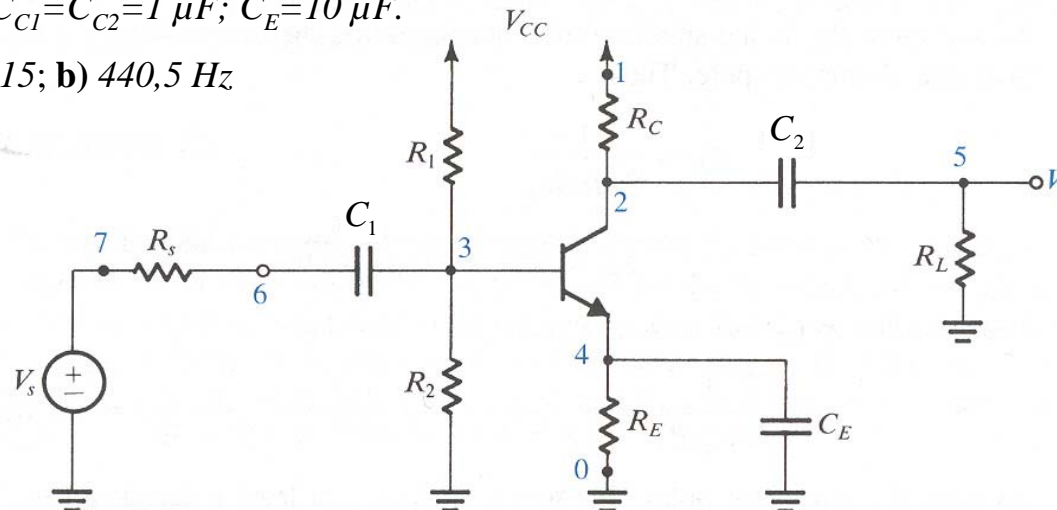 C_C1=C_C2=1 µF; C_E=10 µF.
15; b) 440,5 Hz
V_CC
1
R_C
C_2
R_1
2
5
V
C_1
7
R_s
3
6
R_L
V_s
+
−
R_2
4
R_E
C_E
0